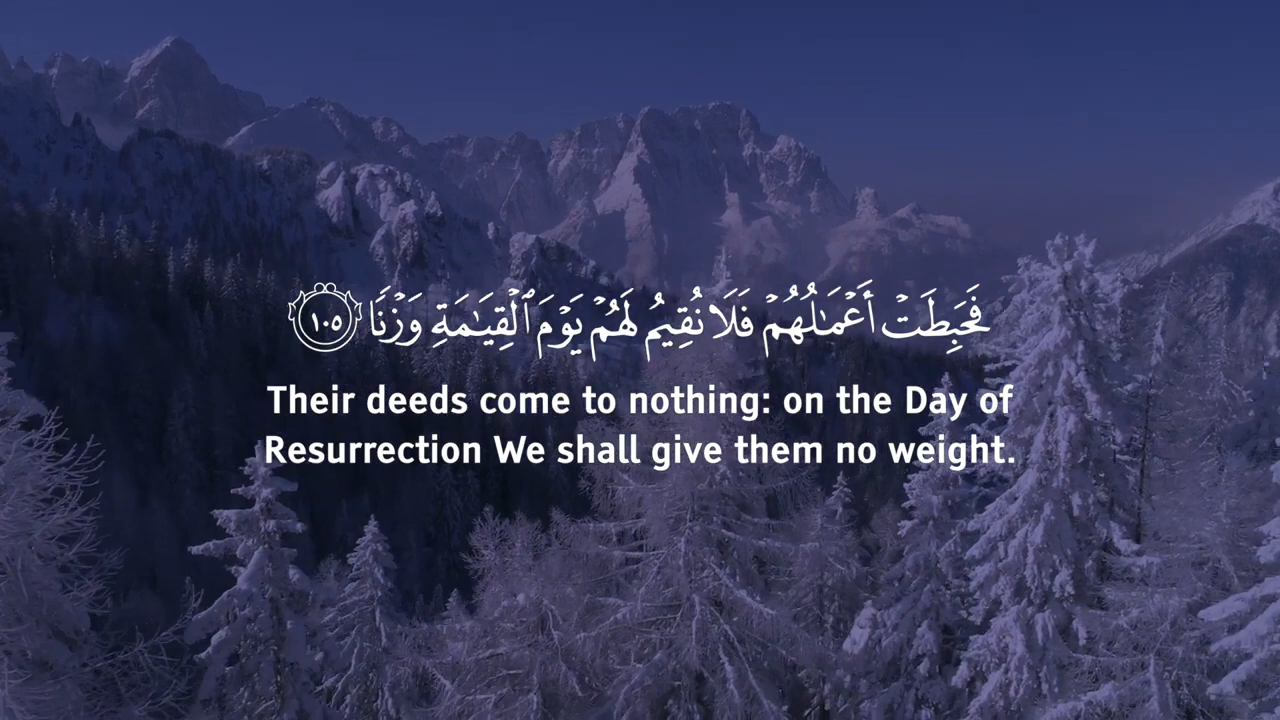 فَحَبِطَتْ أَعْمَـٰلُهُمْ فَلَا نُقِيمُ لَهُمْ يَوْمَ ٱلْقِيَـٰمَةِ وَزْنًا ١٠٥
Their deeds come to nothing: on the Day of
Resurrection We shall give them no weight.